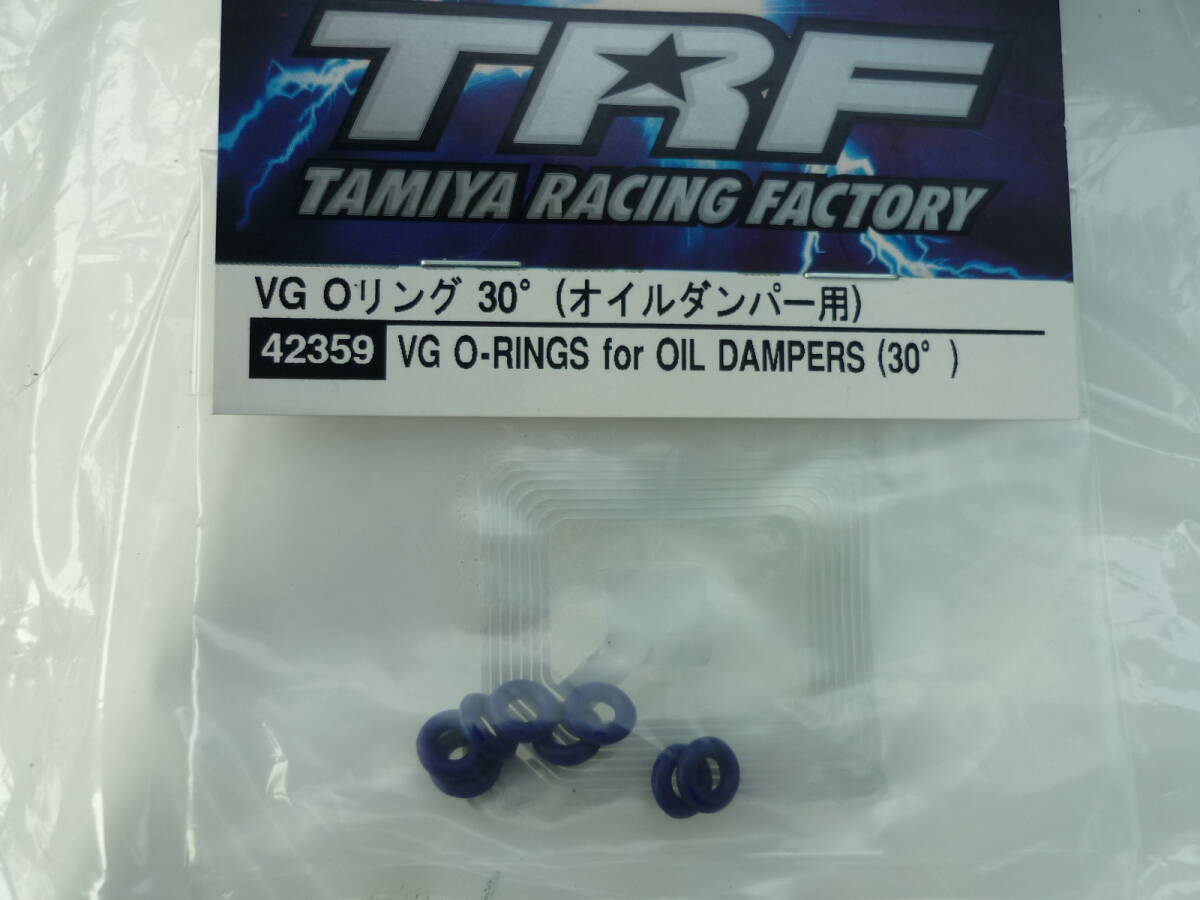 TRF
TAMIYA RACING FACTORY
VG Oリング 30° (オイルダンパー用)
42359 VG O-RINGS for OIL DAMPERS (30° )